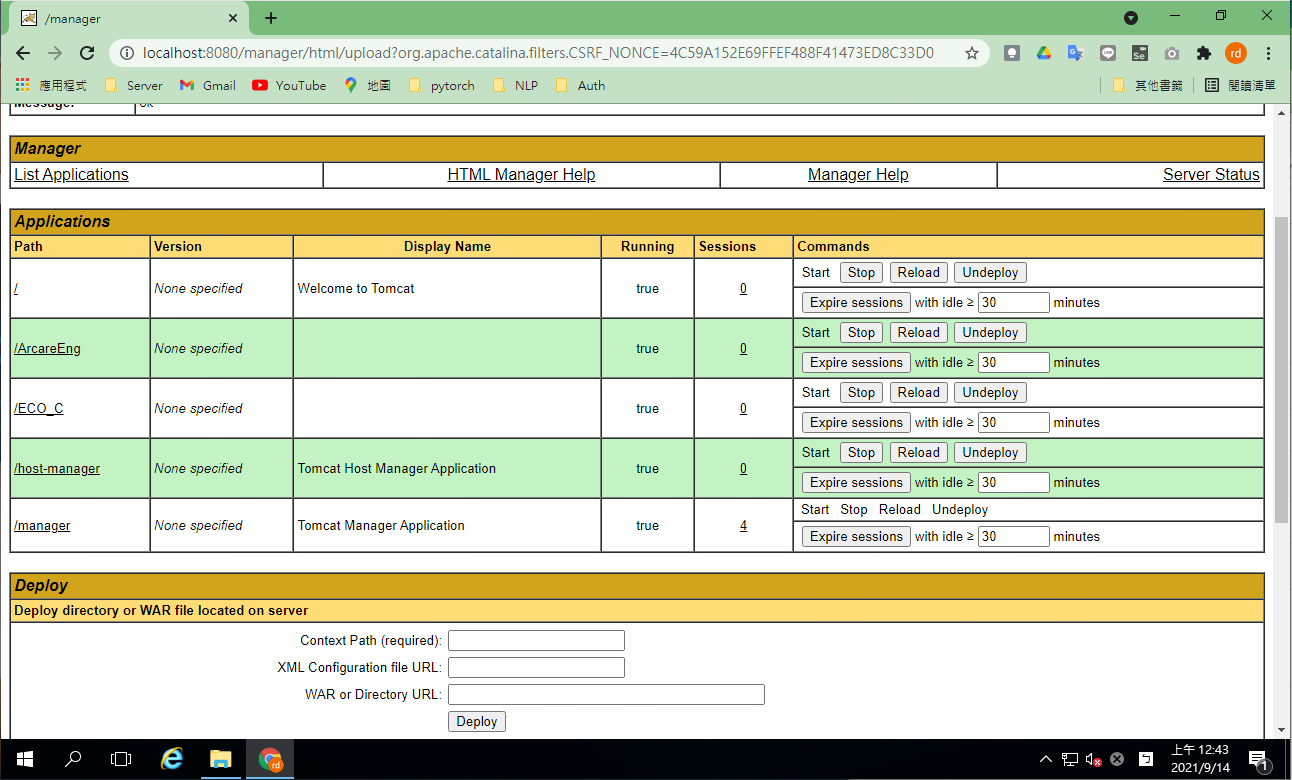 /manager
localhost:8080/manager/html/upload?org.apache.catalina.filters.CSRF_NONCE=4C59A152E69FFEF488F41473ED8C33D0
rd
應用程式 Server Gmail YouTube 地圖 pytorch NLP Auth 其他書籤 閱讀清單
Message: OK
Manager
List Applications HTML Manager Help Manager Help Server Status
Applications
Path Version Display Name Running Sessions Commands
/ None specified Welcome to Tomcat true 0 Start Stop Reload Undeploy
Expire sessions with idle ≥ 30 minutes
/ArcareEng None specified true 0 Start Stop Reload Undeploy
Expire sessions with idle ≥ 30 minutes
/ECO_C None specified true 0 Start Stop Reload Undeploy
Expire sessions with idle ≥ 30 minutes
/host-manager None specified Tomcat Host Manager Application true 0 Start Stop Reload Undeploy
Expire sessions with idle ≥ 30 minutes
/manager None specified Tomcat Manager Application true 4 Start Stop Reload Undeploy
Expire sessions with idle ≥ 30 minutes
Deploy
Deploy directory or WAR file located on server
Context Path (required):
XML Configuration file URL:
WAR or Directory URL:
Deploy
rd
上午 12:43
2021/9/14
1